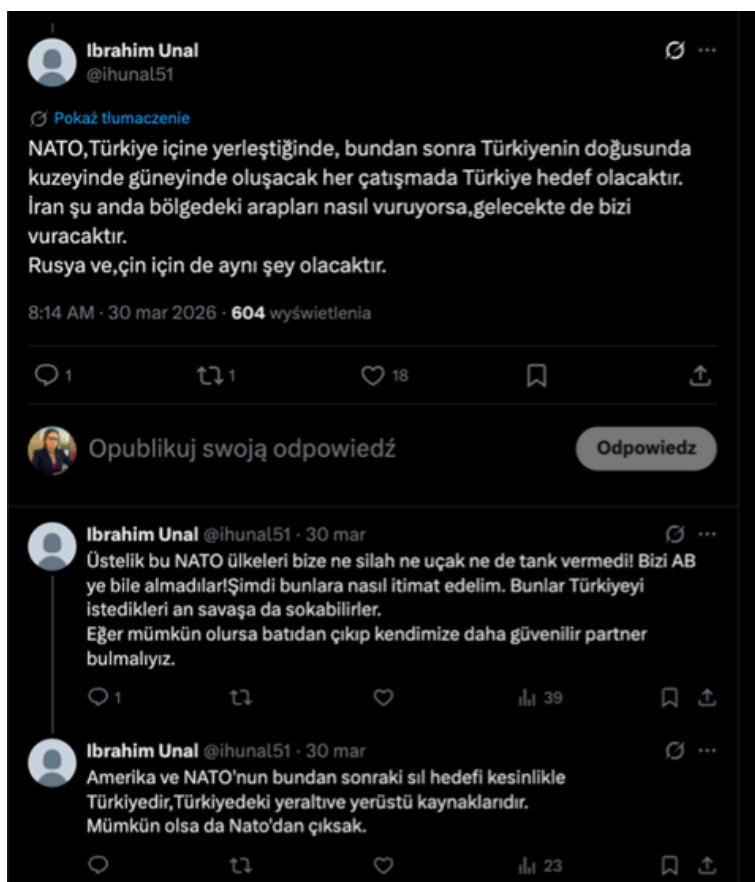 Ibrahim Unal
@ihunal51
Pokaż tłumaczenie
NATO,Türkiye içine yerleştiğinde, bundan sonra Türkiyenin doğusunda
kuzeyinde güneyinde oluşacak her çatışmada Türkiye hedef olacaktır.
İran şu anda bölgedeki arapları nasıl vuruyorsa,gelecekte de bizi
vuracaktır.
Rusya ve,çin için de aynı şey olacaktır.
8:14 AM · 30 mar 2026 · 604 wyświetlenia
1 1 18
Opublikuj swoją odpowiedź Odpowiedz
Ibrahim Unal @ihunal51 · 30 mar
Üstelik bu NATO ülkeleri bize ne silah ne uçak ne de tank vermedi! Bizi AB
ye bile almadılar!Şimdi bunlara nasıl itimat edelim. Bunlar Türkiyeyi
istedikleri an savaşa da sokabilirler.
Eğer mümkün olursa batıdan çıkıp kendimize daha güvenilir partner
bulmalıyız.
1 39
Ibrahim Unal @ihunal51 · 30 mar
Amerika ve NATO'nun bundan sonraki sıl hedefi kesinlikle
Türkiyedir,Türkiyedeki yeraltıve yerüstü kaynaklarıdır.
Mümkün olsa da Nato'dan çıksak.
23